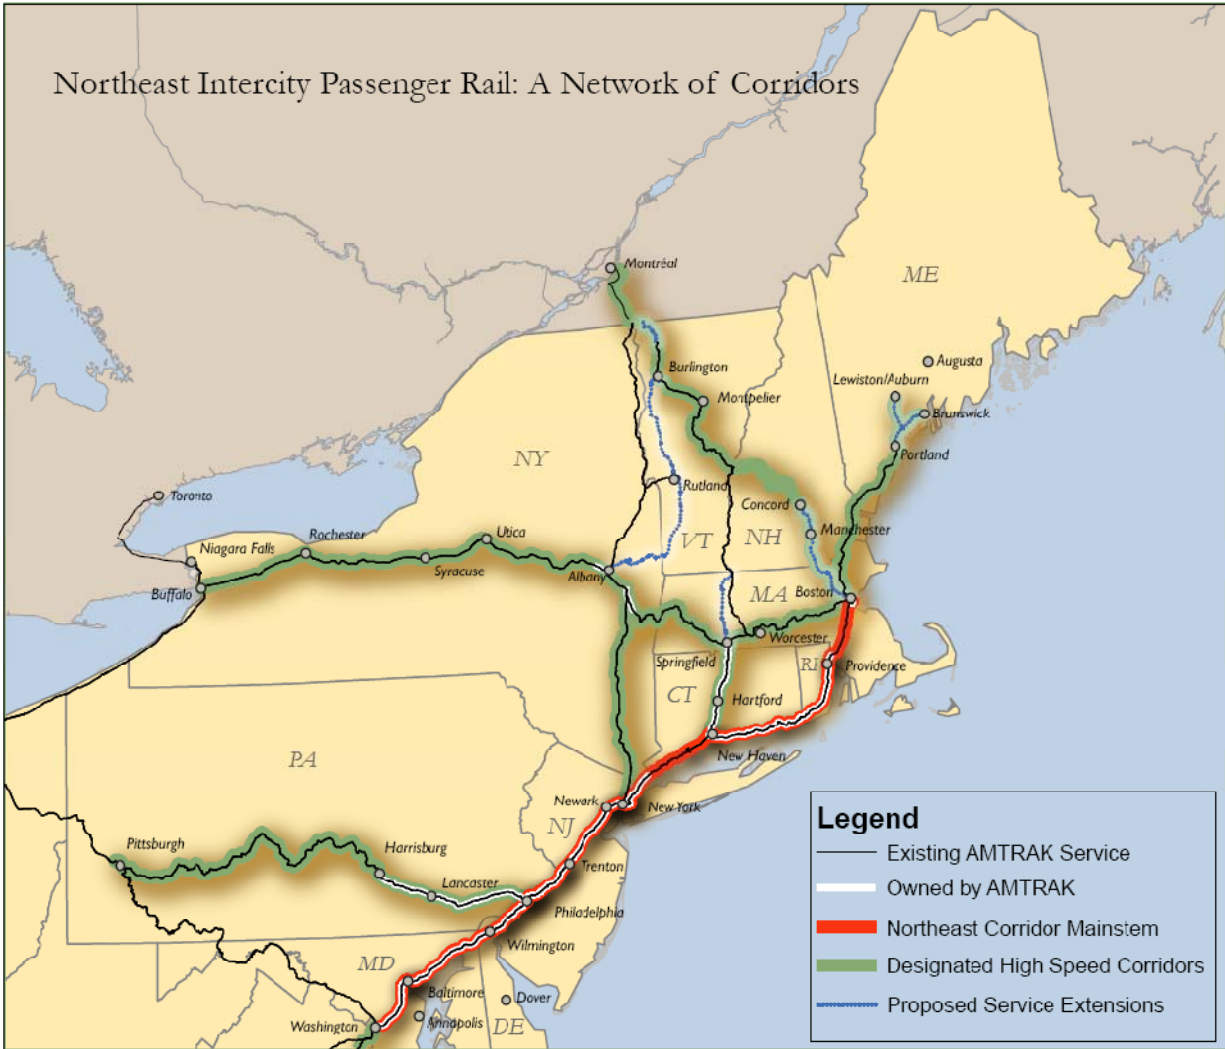 Northeast Intercity Passenger Rail: A Network of Corridors
Montréal
ME
Augusta
Burlington
Lewiston/Auburn
Montpelier
Brunswick
NY
Portland
Rutland
Toronto
Concord
Rochester
Utica
Manchester
Niagara Falls
VT
NH
Syracuse
Albany
Buffalo
MA
Boston
Worcester
Springfield
RI
Providence
CT
Hartford
PA
New Haven
Newark
New York
NJ
Pittsburgh
Harrisburg
Trenton
Lancaster
Philadelphia
Wilmington
MD
Baltimore
Dover
Washington
Annapolis
DE
Legend
Existing AMTRAK Service
Owned by AMTRAK
Northeast Corridor Mainstem
Designated High Speed Corridors
Proposed Service Extensions